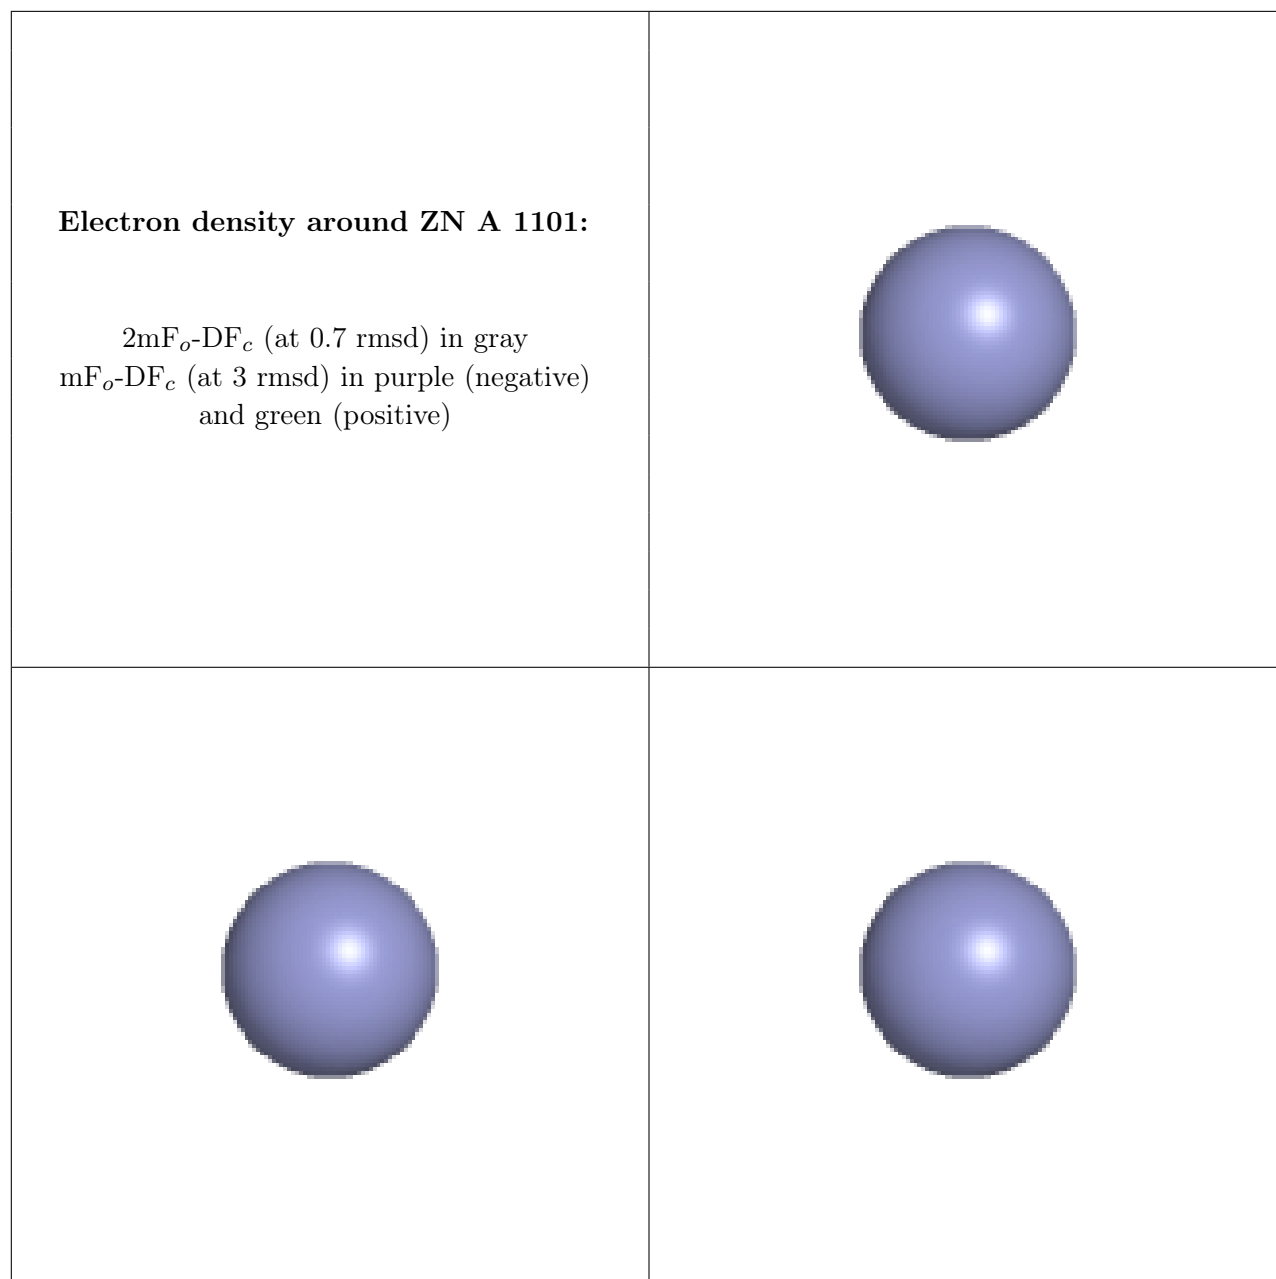 Electron density around ZN A 1101:
2mFo-DFc (at 0.7 rmsd) in gray
mFo-DFc (at 3 rmsd) in purple (negative)
and green (positive)